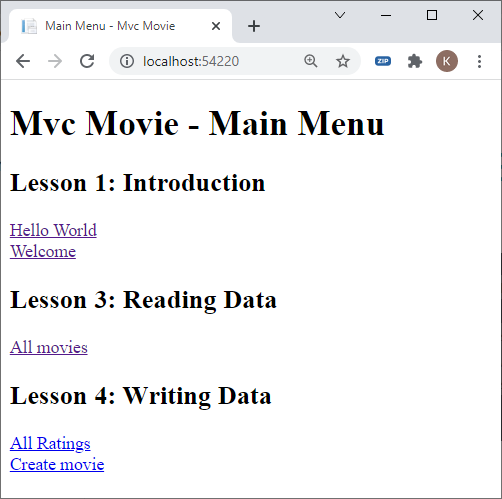 Main Menu - Mvc Movie
localhost:54220
ZIP
K
Mvc Movie - Main Menu
Lesson 1: Introduction
Hello World
Welcome
Lesson 3: Reading Data
All movies
Lesson 4: Writing Data
All Ratings
Create movie